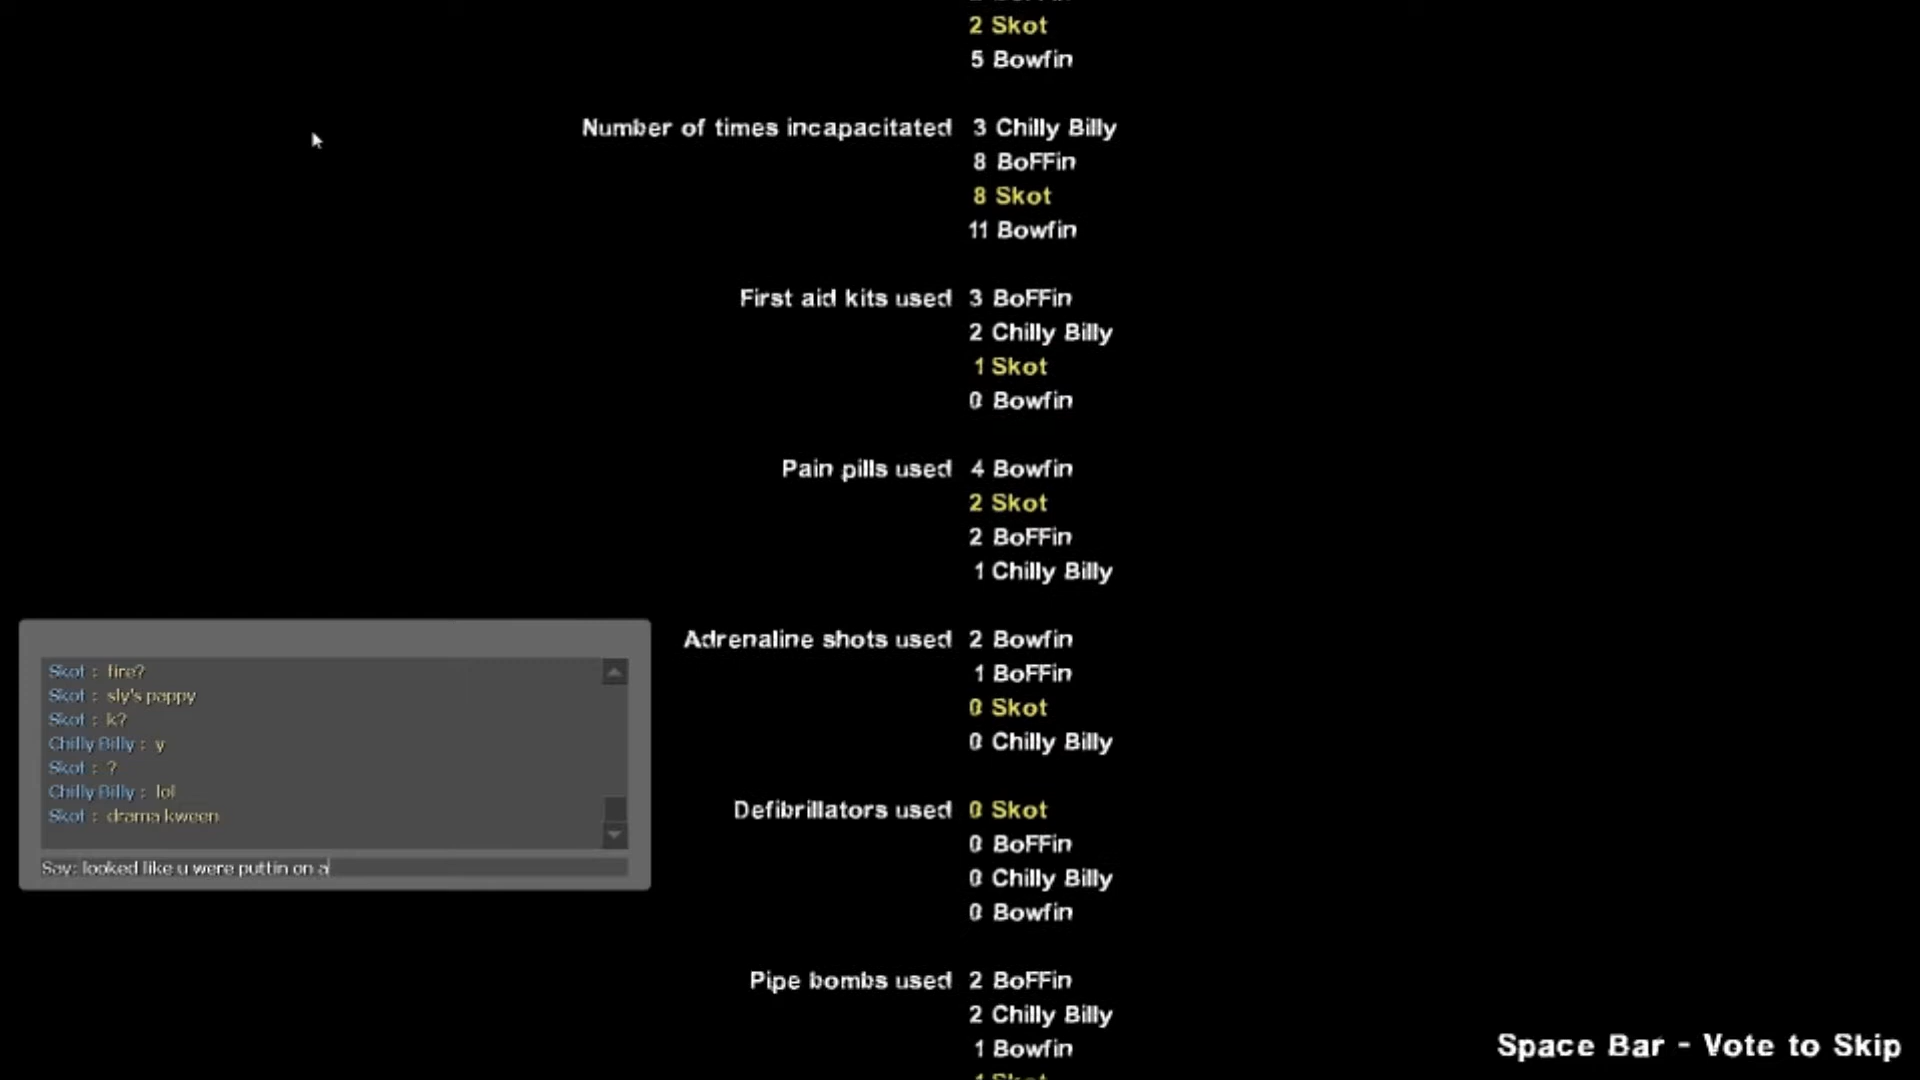 2 Skot
5 Bowfin
Number of times incapacitated 3 Chilly Billy
8 BoFFin
8 Skot
11 Bowfin
First aid kits used 3 BoFFin
2 Chilly Billy
1 Skot
0 Bowfin
Pain pills used 4 Bowfin
2 Skot
2 BoFFin
1 Chilly Billy
Adrenaline shots used 2 Bowfin
1 BoFFin
0 Skot
0 Chilly Billy
Defibrillators used 0 Skot
0 BoFFin
0 Chilly Billy
0 Bowfin
Pipe bombs used 2 BoFFin
2 Chilly Billy
1 Bowfin
Skot : fire?
Skot : sly's pappy
Skot : k?
Chilly Billy : y
Skot : ?
Chilly Billy : lol
Skot : drama kween
Say: looked like u were puttin on a
Space Bar - Vote to Skip